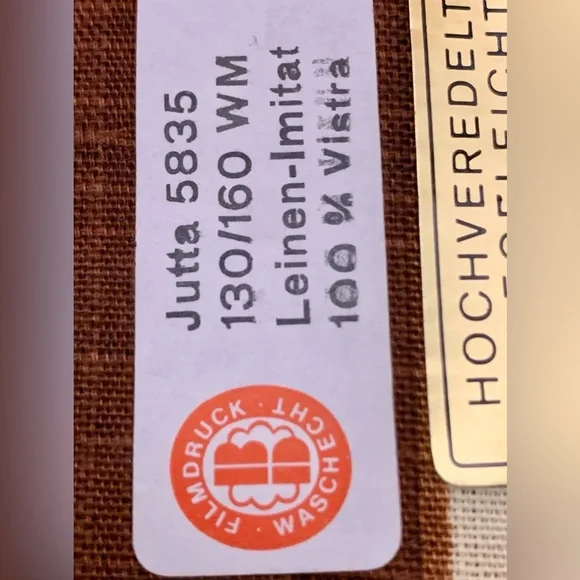 Jutta 5835
130/160 WM
Leinen-Imitat
100 % Vistra
FILMDRUCK · WASCHECHT ·
HOCHVEREDELT